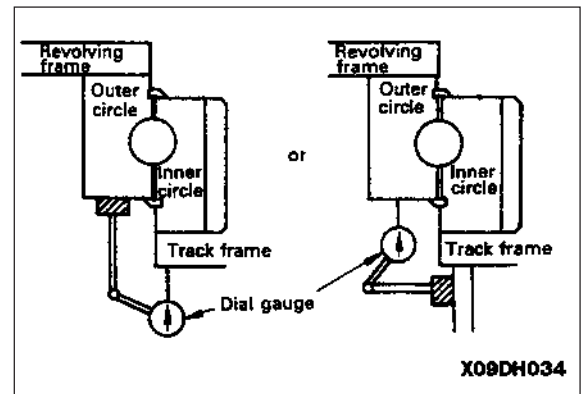 Revolving
frame
Outer
circle
Inner
circle
Track frame
or
Revolving
frame
Outer
circle
Inner
circle
Track frame
Dial gauge
X09DH034